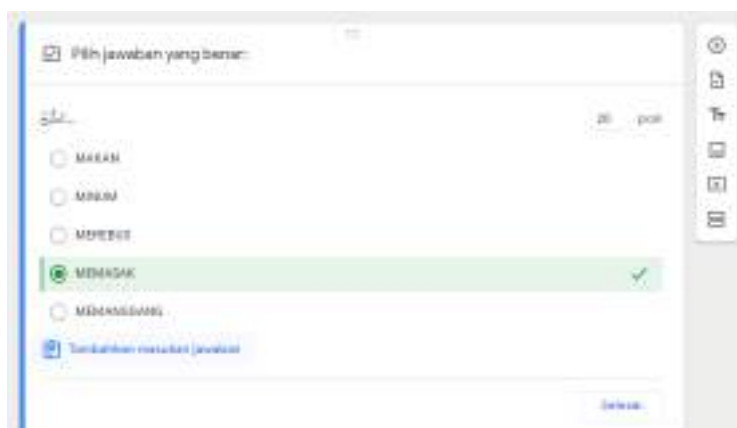 Pilih jawaban yang benar:
20 poin
MAKAN
MINUM
MEREBUS
MEMASAK
MEMANGGANG
Tambahkan masukan jawaban
Selesai